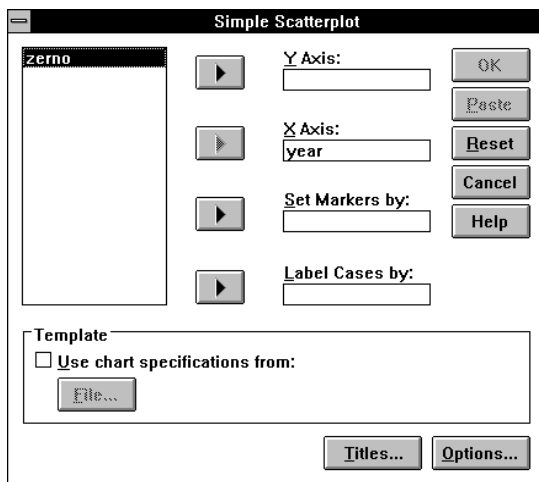 Simple Scatterplot
zerno
Y Axis:
OK
Paste
X Axis:
year
Reset
Cancel
Set Markers by:
Help
Label Cases by:
Template
Use chart specifications from:
File...
Titles...
Options...